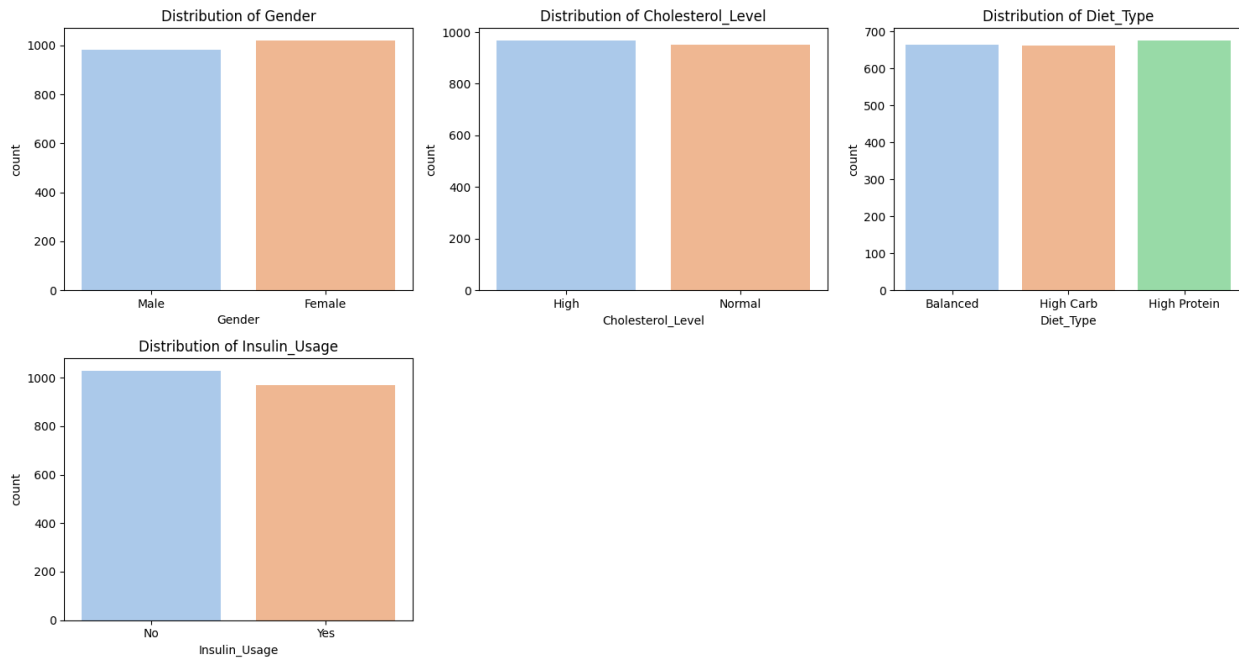 Distribution of Gender
1000
800
600
400
200
0
count
Male
Female
Gender
Distribution of Cholesterol_Level
1000
800
600
400
200
0
count
High
Normal
Cholesterol_Level
Distribution of Diet_Type
700
600
500
400
300
200
100
0
count
Balanced
High Carb
High Protein
Diet_Type
Distribution of Insulin_Usage
1000
800
600
400
200
0
count
No
Yes
Insulin_Usage